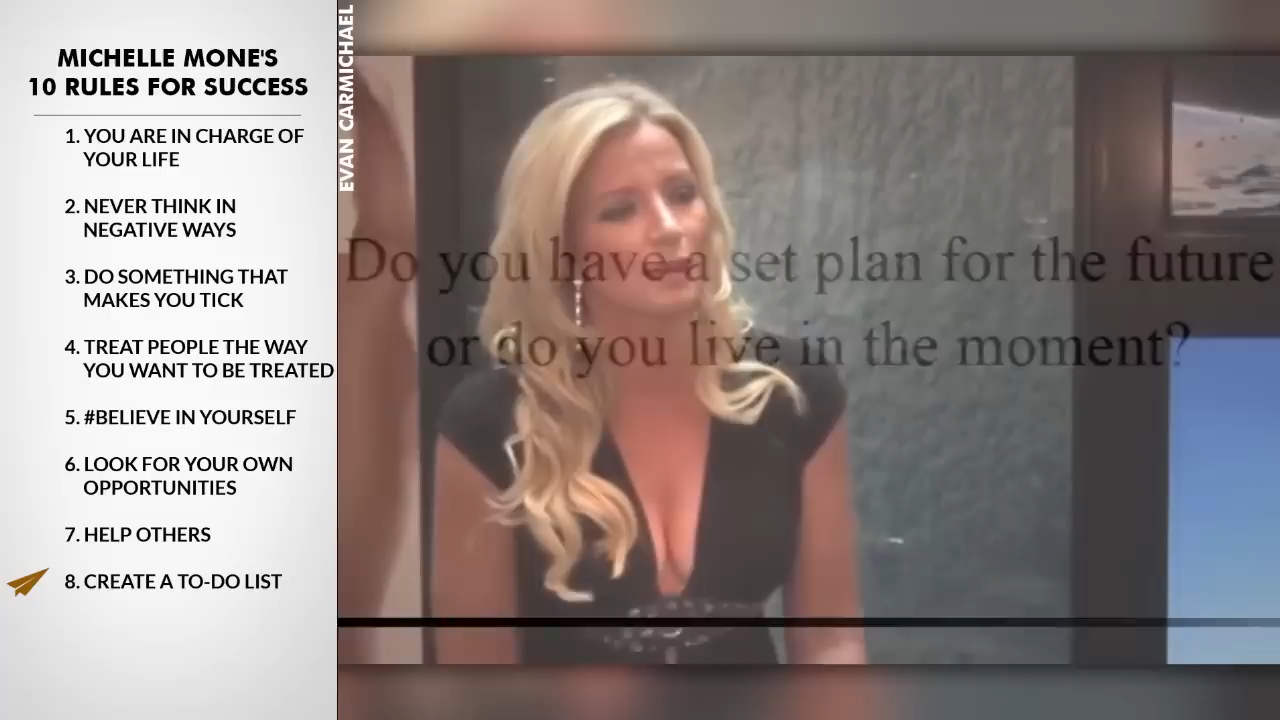 MICHELLE MONE'S
10 RULES FOR SUCCESS
1. YOU ARE IN CHARGE OF
YOUR LIFE
2. NEVER THINK IN
NEGATIVE WAYS
3. DO SOMETHING THAT
MAKES YOU TICK
4. TREAT PEOPLE THE WAY
YOU WANT TO BE TREATED
5. #BELIEVE IN YOURSELF
6. LOOK FOR YOUR OWN
OPPORTUNITIES
7. HELP OTHERS
8. CREATE A TO-DO LIST
EVAN CARMICHAEL
Do you have a set plan for the future
or do you live in the moment?